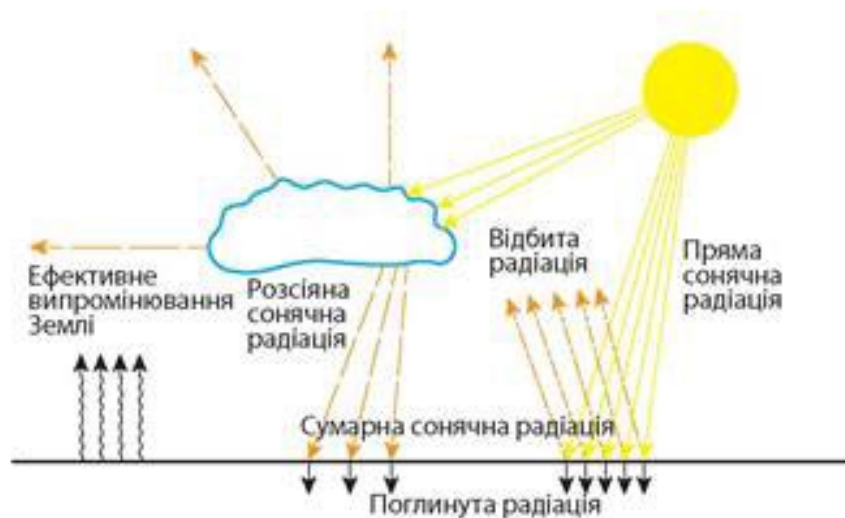 Відбита
радіація
Пряма
сонячна
радіація
Ефективне
випромінювання
Землі
Розсіяна
сонячна
радіація
Сумарна сонячна радіація
Поглинута радіація